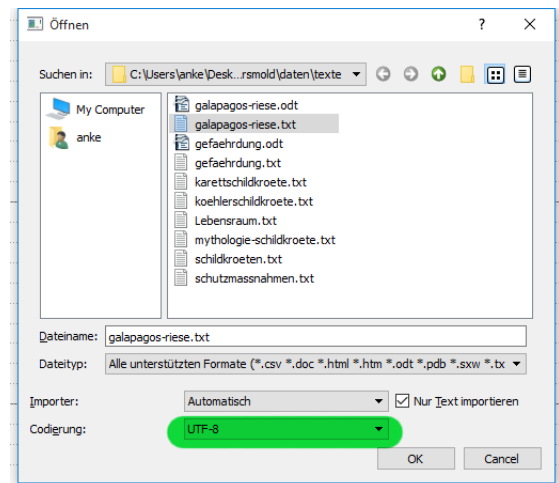 Öffnen
Suchen in: C:\Users\anke\Desk...rsmold\daten\texte
My Computer
anke
galapagos-riese.odt
galapagos-riese.txt
gefaehrdung.odt
gefaehrdung.txt
karettschildkroete.txt
koehlerschildkroete.txt
Lebensraum.txt
mythologie-schildkroete.txt
schildkroeten.txt
schutzmassnahmen.txt
Dateiname: galapagos-riese.txt
Dateityp: Alle unterstützten Formate (*.csv *.doc *.html *.htm *.odt *.pdb *.sxw *.tx
Importer: Automatisch Nur Text importieren
Codierung: UTF-8
OK Cancel